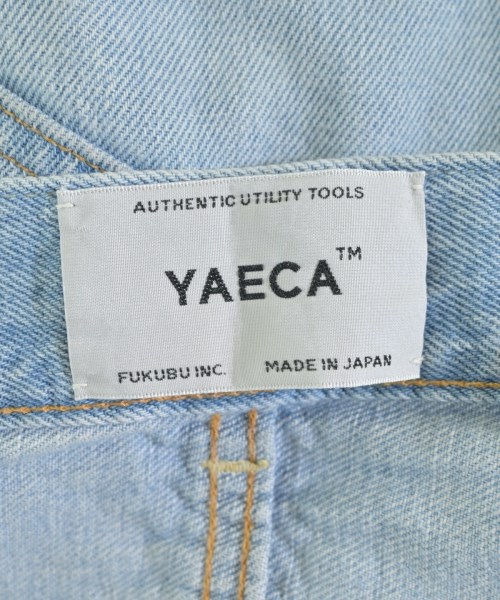 AUTHENTIC UTILITY TOOLS
YAECA™
FUKUBU INC. MADE IN JAPAN